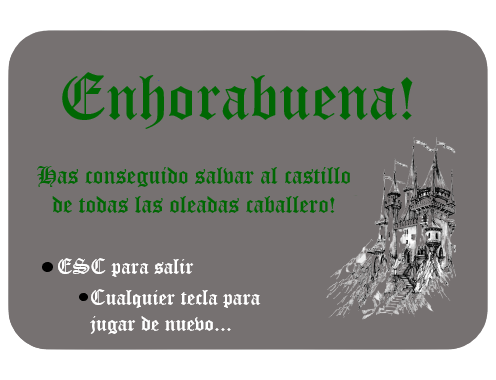 Enhorabuena!
Has conseguido salvar al castillo
de todas las oleadas caballero!
ESC para salir
Cualquier tecla para
jugar de nuevo...